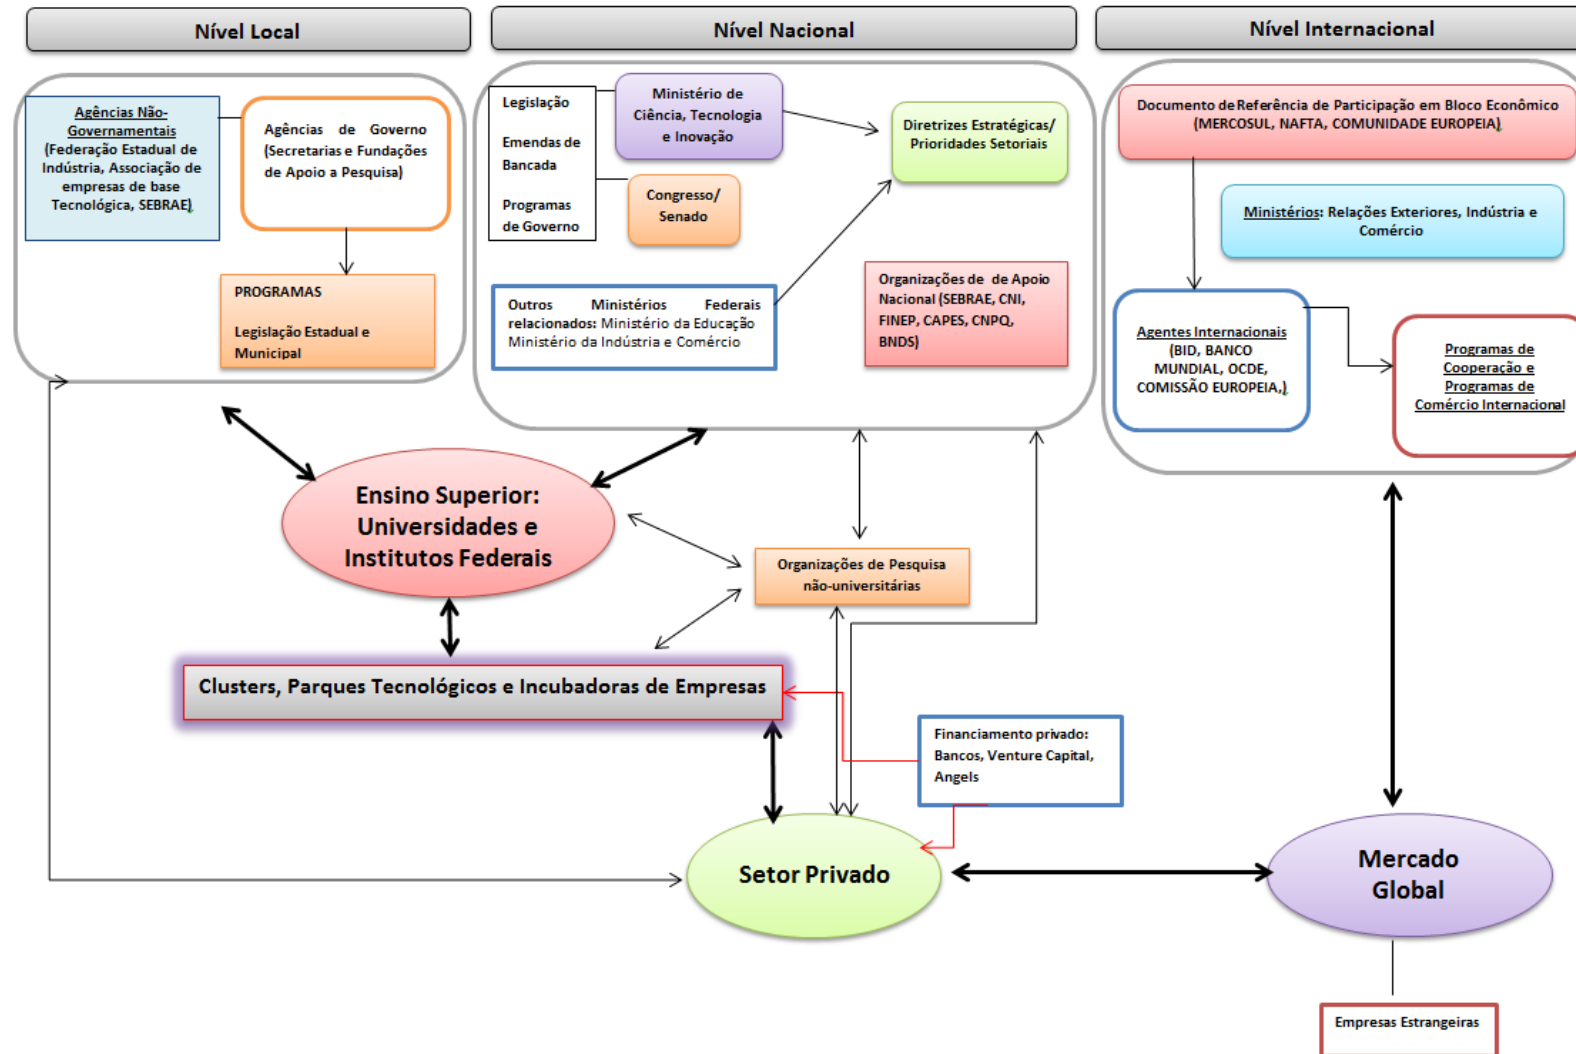 Nível Local
Nível Nacional
Nível Internacional
Agências Não-
Governamentais
(Federação Estadual de
Indústria, Associação de
empresas de base
Tecnológica, SEBRAE)
Agências de Governo
(Secretarias e Fundações
de Apoio a Pesquisa)
PROGRAMAS
Legislação Estadual e
Municipal
Legislação
Emendas de
Bancada
Programas
de Governo
Ministério de
Ciência, Tecnologia
e Inovação
Congresso/
Senado
Diretrizes Estratégicas/
Prioridades Setoriais
Outros Ministérios Federais
relacionados: Ministério da Educação
Ministério da Indústria e Comércio
Organizações de de Apoio
Nacional (SEBRAE, CNI,
FINEP, CAPES, CNPQ,
BNDS)
Documento de Referência de Participação em Bloco Econômico
(MERCOSUL, NAFTA, COMUNIDADE EUROPEIA)
Ministérios: Relações Exteriores, Indústria e
Comércio
Agentes Internacionais
(BID, BANCO
MUNDIAL, OCDE,
COMISSÃO EUROPEIA,)
Programas de
Cooperação e
Programas de
Comércio Internacional
Ensino Superior:
Universidades e
Institutos Federais
Organizações de Pesquisa
não-universitárias
Clusters, Parques Tecnológicos e Incubadoras de Empresas
Financiamento privado:
Bancos, Venture Capital,
Angels
Setor Privado
Mercado
Global
Empresas Estrangeiras